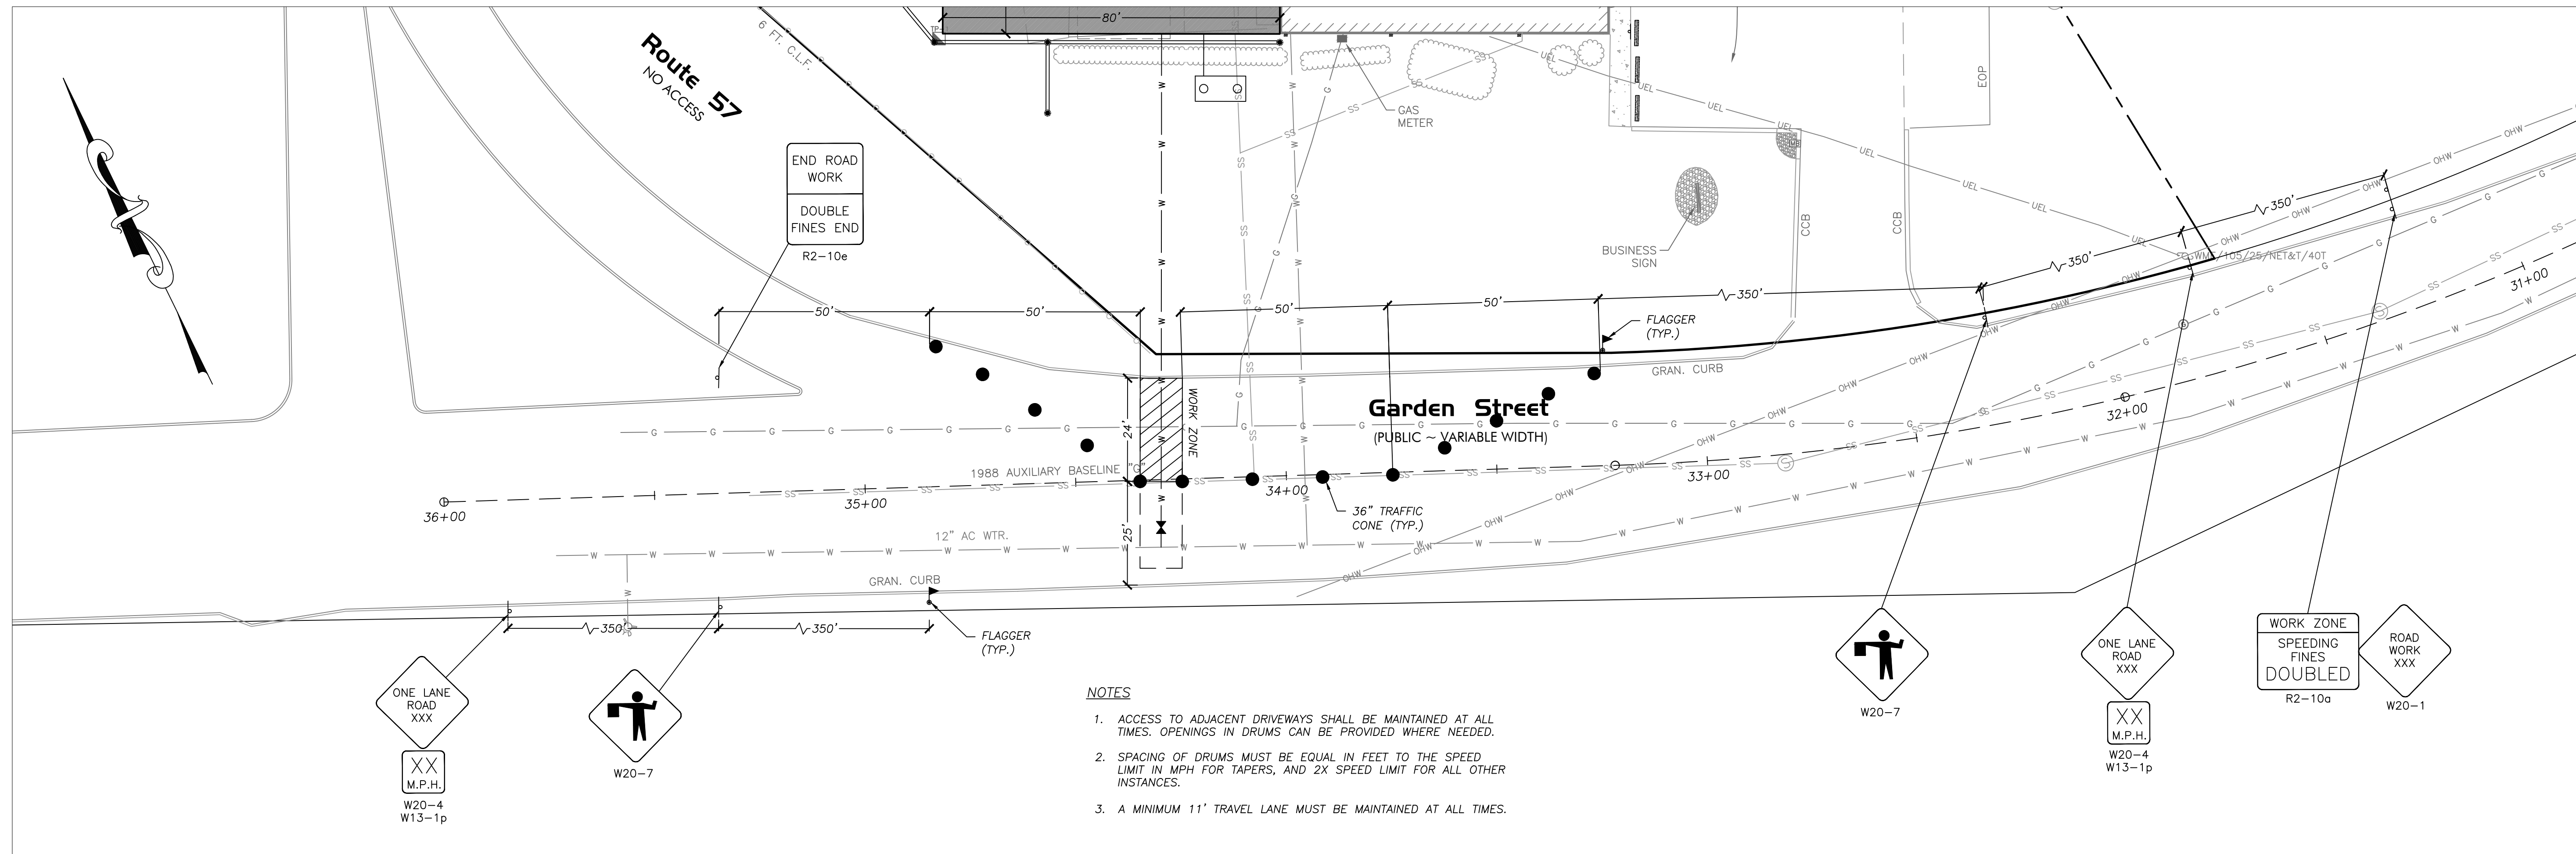 80'
TP
Route 57
NO ACCESS
6 FT. C.L.F.
GAS
METER
EOP
CCB
CCB
BUSINESS
SIGN
END ROAD
WORK
DOUBLE
FINES END
R2-10e
50'
50'
50'
50'
350'
350'
350'
FLAGGER
(TYP.)
GRAN. CURB
Garden Street
(PUBLIC ~ VARIABLE WIDTH)
WORK ZONE
24'
25'
1988 AUXILIARY BASELINE "G"
36+00
35+00
34+00
33+00
32+00
31+00
36" TRAFFIC
CONE (TYP.)
12" AC WTR.
GRAN. CURB
350'
350'
FLAGGER
(TYP.)
ONE LANE
ROAD
XXX
XX
M.P.H.
W20-4
W13-1p
W20-7
W20-7
ONE LANE
ROAD
XXX
XX
M.P.H.
W20-4
W13-1p
WORK ZONE
SPEEDING
FINES
DOUBLED
R2-10a
ROAD
WORK
XXX
W20-1
NOTES
1. ACCESS TO ADJACENT DRIVEWAYS SHALL BE MAINTAINED AT ALL
TIMES. OPENINGS IN DRUMS CAN BE PROVIDED WHERE NEEDED.
2. SPACING OF DRUMS MUST BE EQUAL IN FEET TO THE SPEED
LIMIT IN MPH FOR TAPERS, AND 2X SPEED LIMIT FOR ALL OTHER
INSTANCES.
3. A MINIMUM 11' TRAVEL LANE MUST BE MAINTAINED AT ALL TIMES.